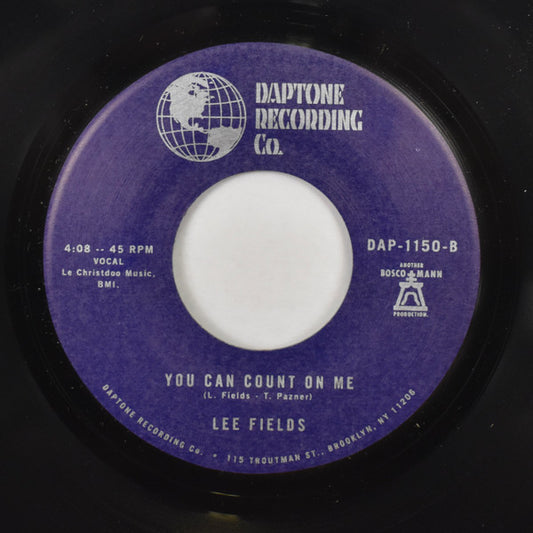 DAPTONE
RECORDING
Co.
4:08 -- 45 RPM
VOCAL
Le Christdoo Music.
BMI.
DAP-1150-B
ANOTHER
BOSCO MANN
PRODUCTION.
YOU CAN COUNT ON ME
(L. Fields - T. Pazner)
LEE FIELDS
DAPTONE RECORDING Co. • 115 TROUTMAN ST., BROOKLYN, NY 11206